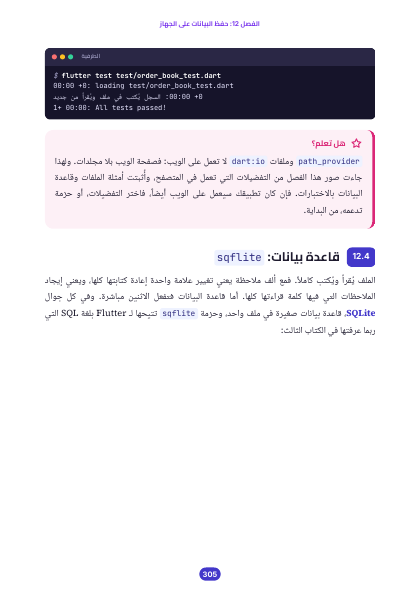 الفصل 12: حفظ البيانات على الجهاز
الطرفية
$ flutter test test/order_book_test.dart
00:00 +0: loading test/order_book_test.dart
00:00 +0: السجل يُكتب في ملف ويُقرأ من جديد
00:00 +1: All tests passed!
هل تعلم؟
path_provider وملفات dart:io لا تعمل على الويب: فصفحة الويب بلا مجلدات. ولهذا
جاءت صور هذا الفصل من التفضيلات التي تعمل في المتصفح، وأُثبتت أمثلة الملفات وقاعدة
البيانات بالاختبارات. فإن كان تطبيقك سيعمل على الويب أيضاً، فاختر التفضيلات، أو حزمة
تدعمه، من البداية.
12.4 قاعدة بيانات: sqflite
الملف يُقرأ ويُكتب كاملاً. فمع ألف ملاحظة يعني تغيير علامة واحدة إعادة كتابتها كلها، ويعني إيجاد
الملاحظات التي فيها كلمة قراءتها كلها. أما قاعدة البيانات فتفعل الاثنين مباشرة. وفي كل جوال
SQLite، قاعدة بيانات صغيرة في ملف واحد، وحزمة sqflite تتيحها لـ Flutter بلغة SQL التي
ربما عرفتها في الكتاب الثالث:
305